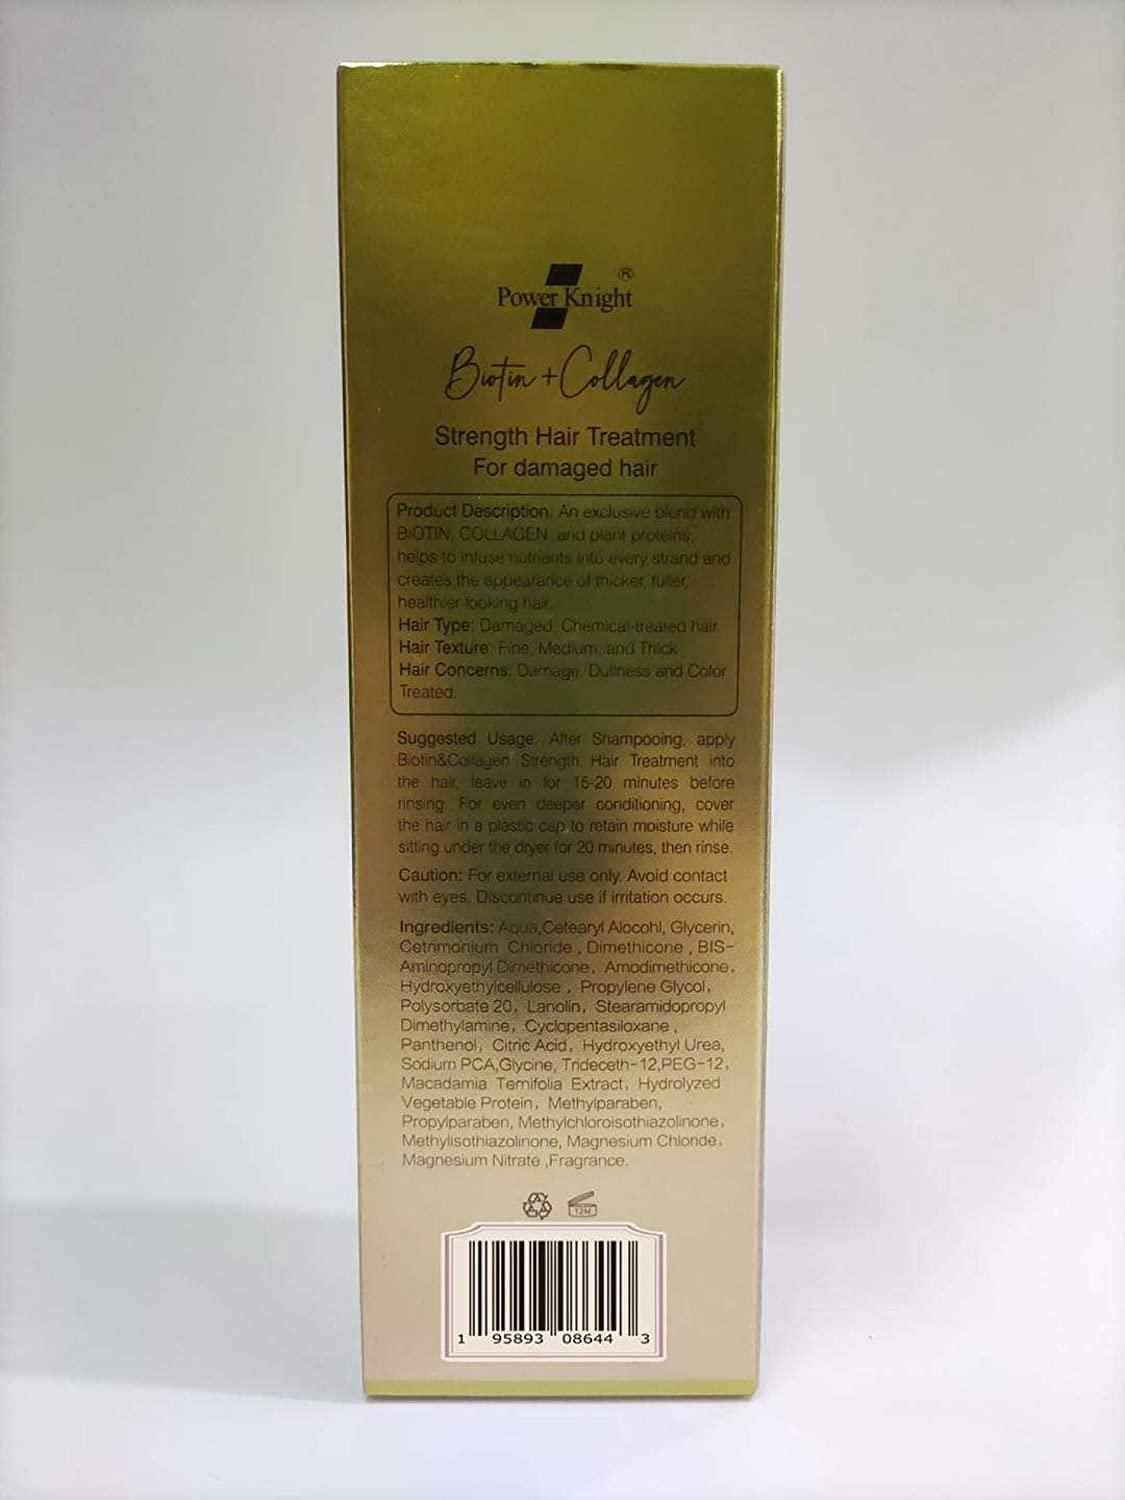 Power Knight®
Biotin + Collagen
Strength Hair Treatment
For damaged hair
Product Description: An exclusive blend with
BIOTIN, COLLAGEN and plant proteins,
helps to infuse nutrients into every strand and
creates the appearance of thicker, fuller,
healthier looking hair.
Hair Type: Damaged, Chemical-treated hair
Hair Texture: Fine, Medium, and Thick
Hair Concerns: Damage, Dullness and Color
Treated.
Suggested Usage: After Shampooing, apply
Biotin&Collagen Strength Hair Treatment into
the hair, leave in for 15-20 minutes before
rinsing. For even deeper conditioning, cover
the hair in a plastic cap to retain moisture while
sitting under the dryer for 20 minutes, then rinse.
Caution: For external use only. Avoid contact
with eyes. Discontinue use if irritation occurs.
Ingredients: Aqua,Cetearyl Alocohl, Glycerin,
Cetrimonium Chloride , Dimethicone , BIS-
Aminopropyl Dimethicone, Amodimethicone,
Hydroxyethylcellulose , Propylene Glycol,
Polysorbate 20, Lanolin, Stearamidopropyl
Dimethylamine, Cyclopentasiloxane ,
Panthenol, Citric Acid, Hydroxyethyl Urea,
Sodium PCA,Glycine, Trideceth-12,PEG-12,
Macadamia Ternifolia Extract, Hydrolyzed
Vegetable Protein, Methylparaben,
Propylparaben, Methylchloroisothiazolinone,
Methylisothiazolinone, Magnesium Chloride,
Magnesium Nitrate ,Fragrance.
12M
1 95893 08644 3